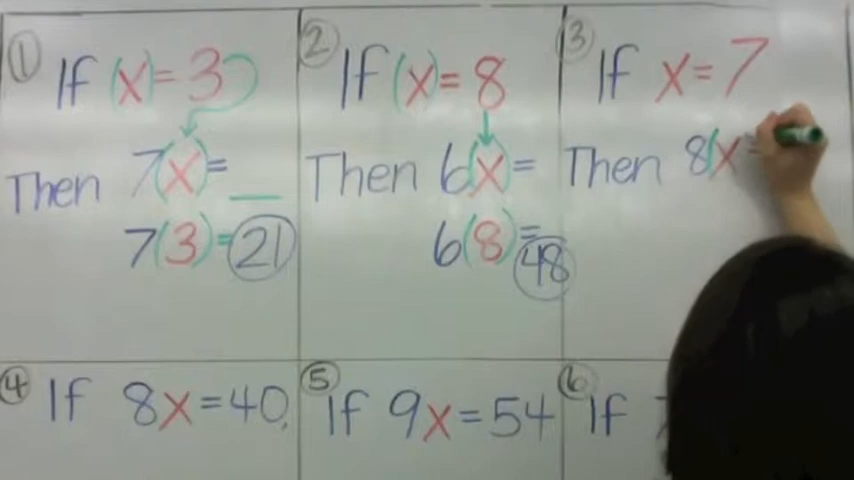 ① If (x)= 3
Then 7(x)= __
7(3)= 21
② If (x)= 8
Then 6(x)=
6(8)= 48
③ If x=7
Then 8(x=
④ If 8x=40,
⑤ If 9x=54
⑥ If